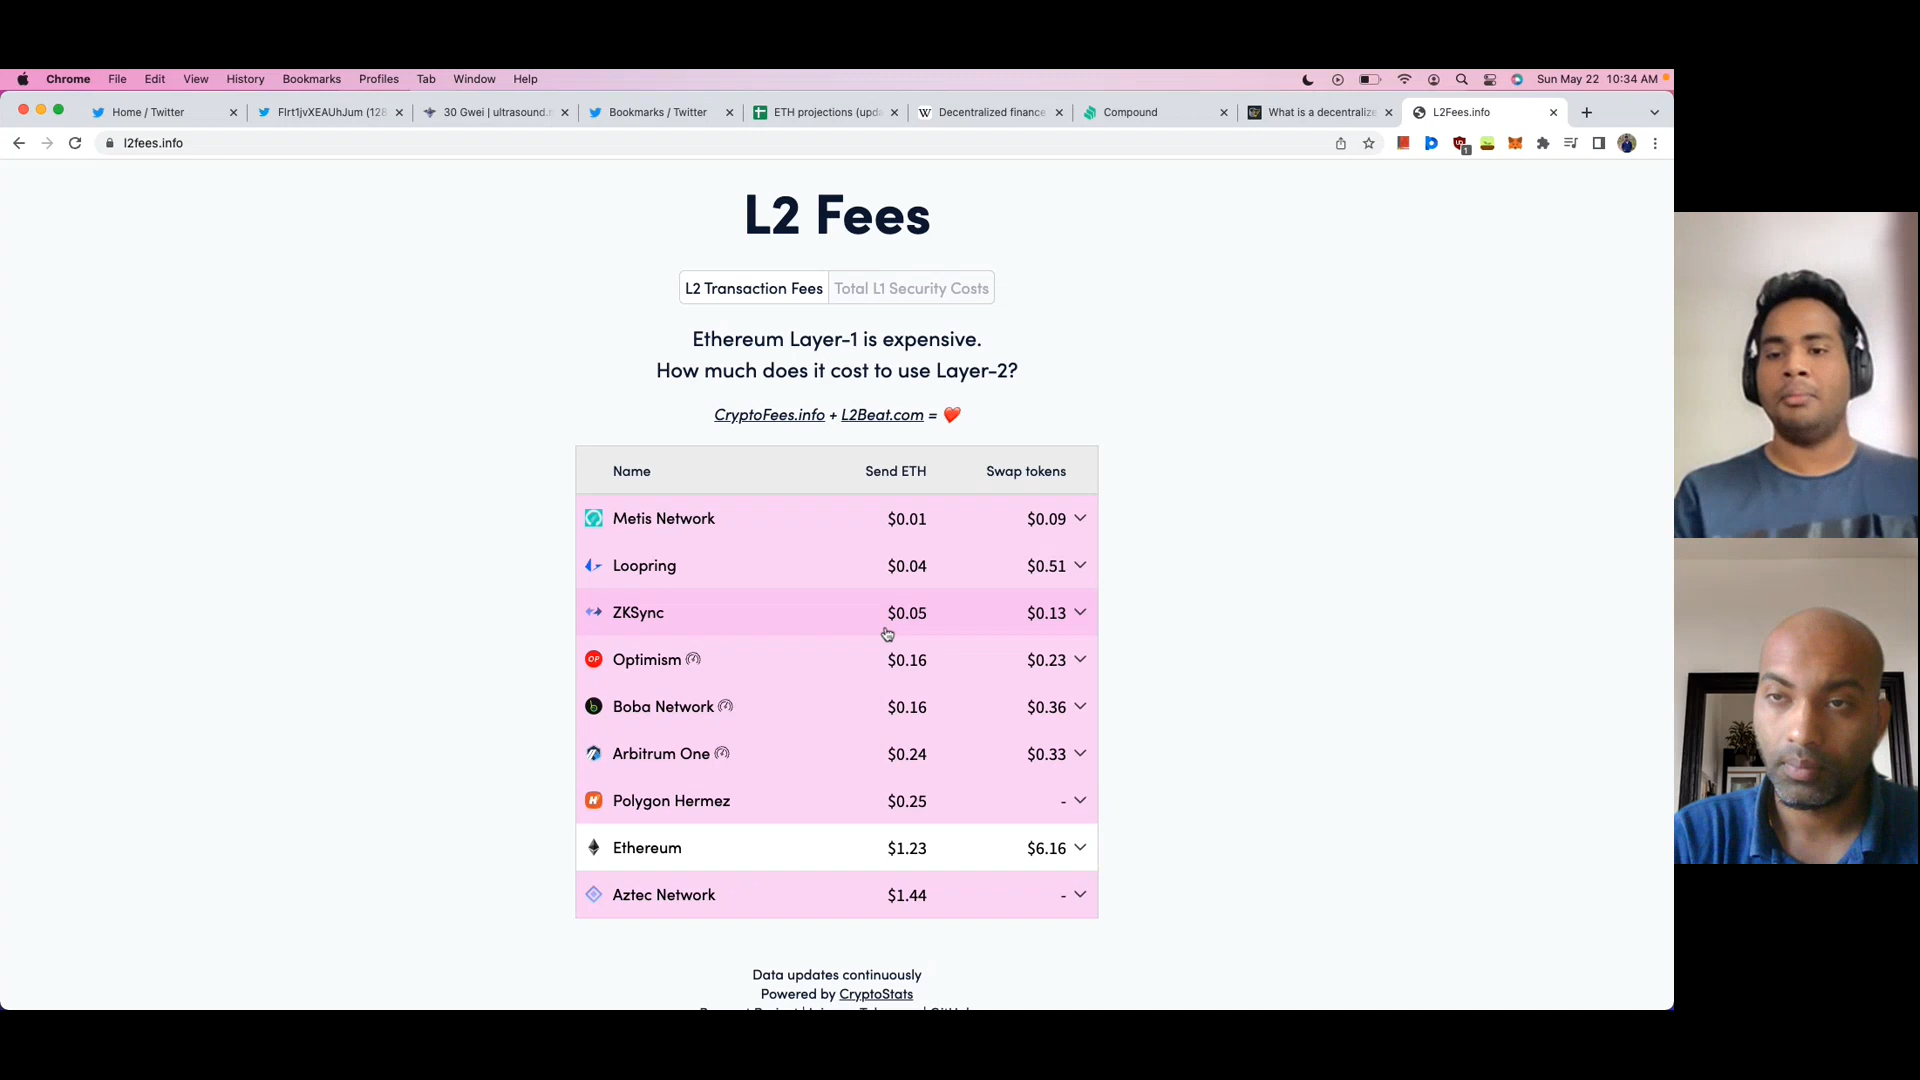 Chrome File Edit View History Bookmarks Profiles Tab Window Help Sun May 22 10:34 AM
Home / Twitter FIrt1jvXEAUhJum (128 30 Gwei | ultrasound.m Bookmarks / Twitter ETH projections (upda Decentralized finance Compound What is a decentralize L2Fees.info
l2fees.info 1
L2 Fees
L2 Transaction Fees Total L1 Security Costs
Ethereum Layer-1 is expensive.
How much does it cost to use Layer-2?
CryptoFees.info + L2Beat.com = ❤️
Name Send ETH Swap tokens
Metis Network $0.01 $0.09
Loopring $0.04 $0.51
ZKSync $0.05 $0.13
OP Optimism $0.16 $0.23
Boba Network $0.16 $0.36
Arbitrum One $0.24 $0.33
Polygon Hermez $0.25 -
Ethereum $1.23 $6.16
Aztec Network $1.44 -
Data updates continuously
Powered by CryptoStats